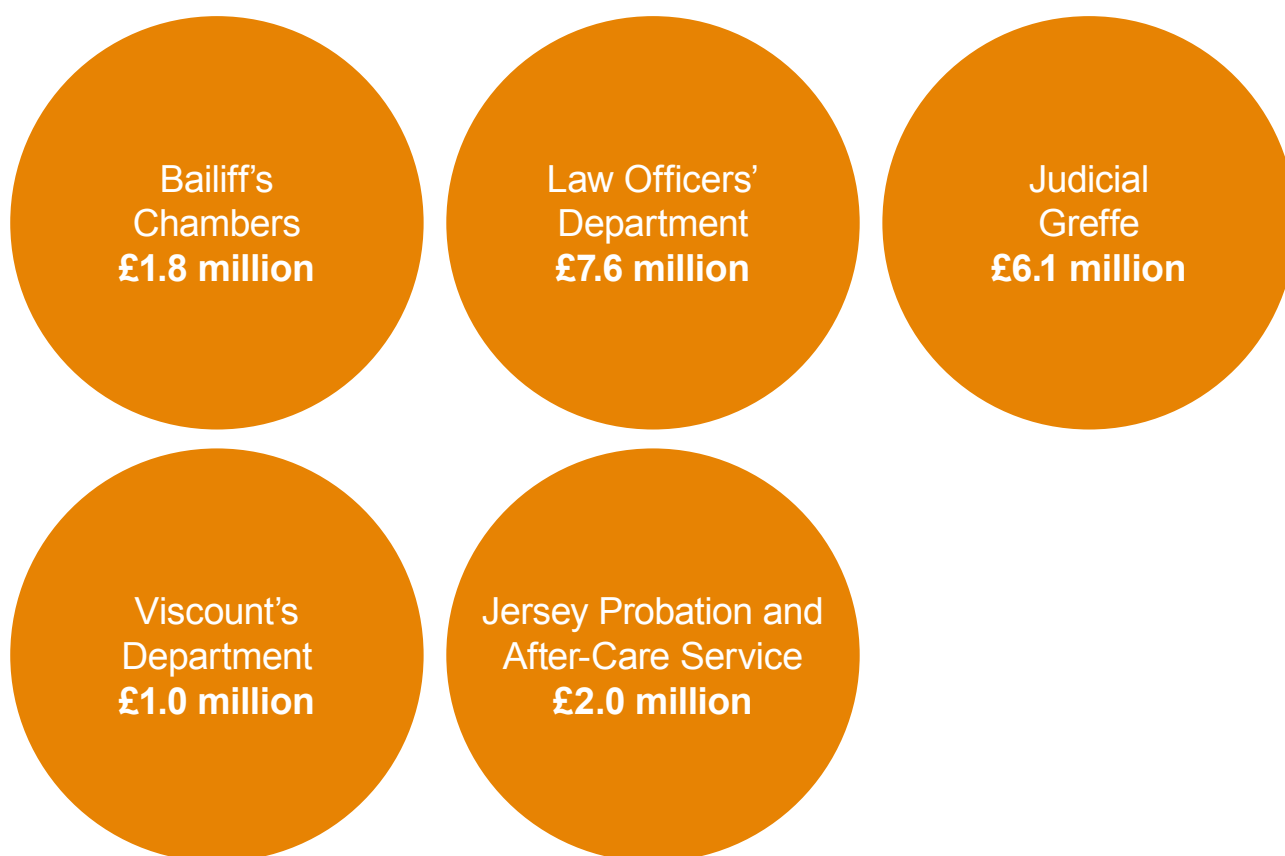 Bailiff’s
Chambers
£1.8 million
Law Officers’
Department
£7.6 million
Judicial
Greffe
£6.1 million
Viscount’s
Department
£1.0 million
Jersey Probation and
After-Care Service
£2.0 million